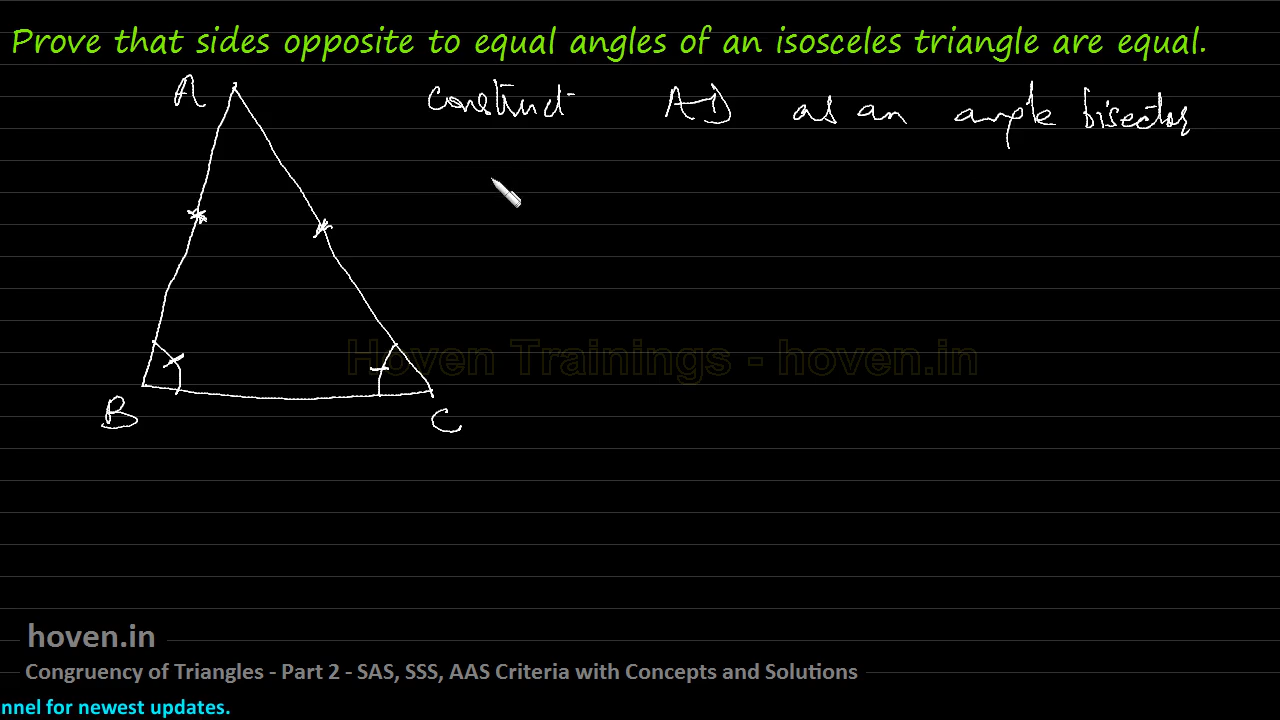 Prove that sides opposite to equal angles of an isosceles triangle are equal.
A
construct AD as an angle bisector
Hoven Trainings - hoven.in
B
C
hoven.in
Congruency of Triangles - Part 2 - SAS, SSS, AAS Criteria with Concepts and Solutions
nnel for newest updates.